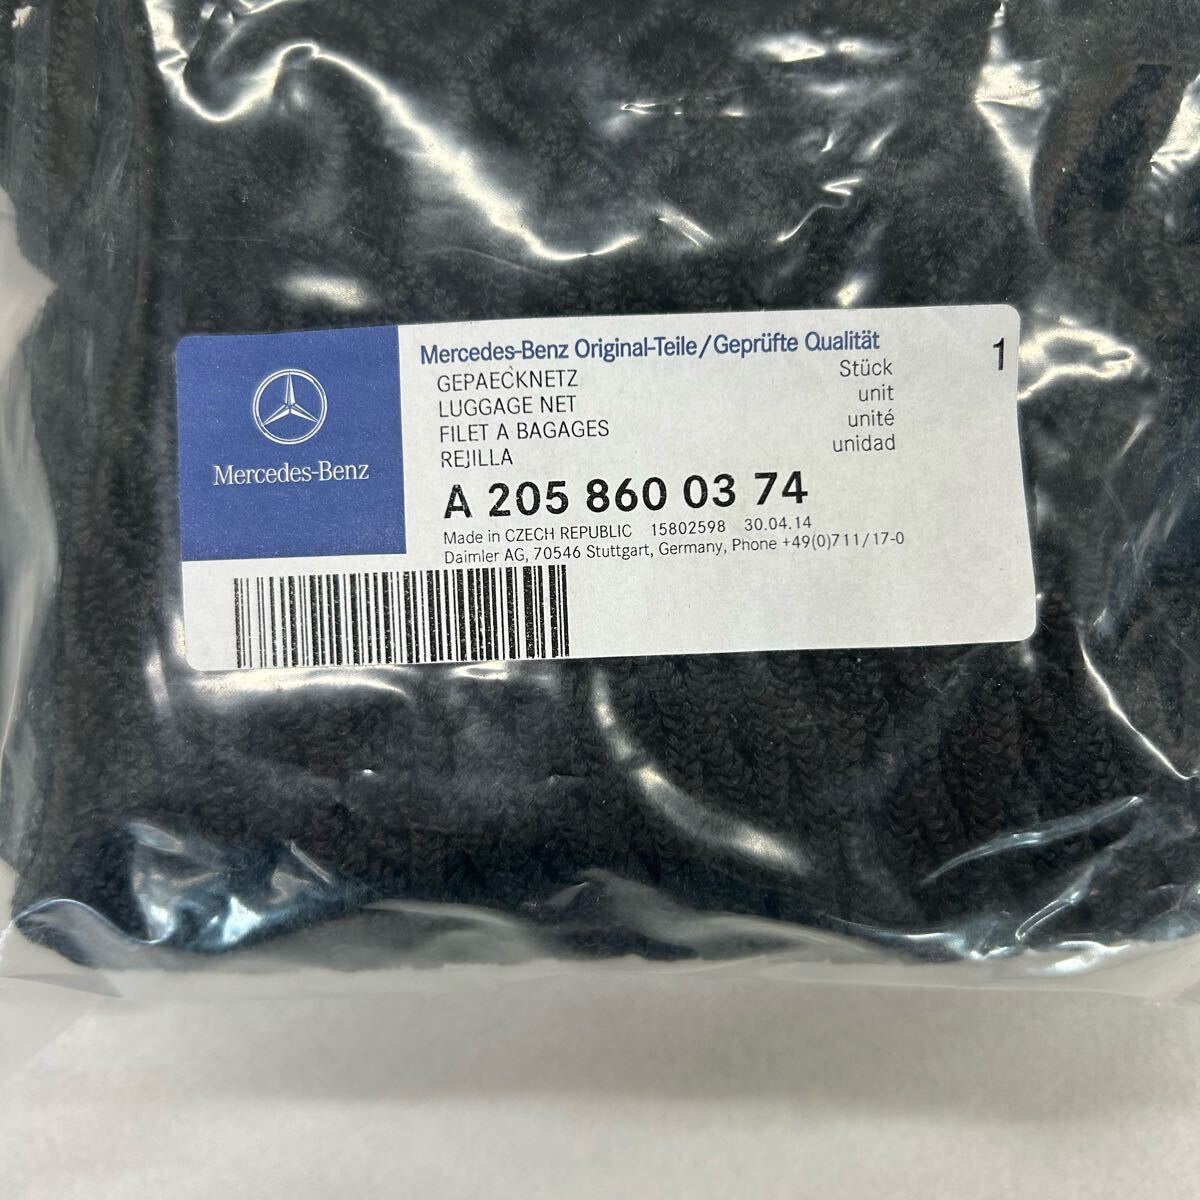 Mercedes-Benz
Mercedes-Benz Original-Teile/Geprüfte Qualität
1
GEPAECKNETZ Stück
LUGGAGE NET unit
FILET A BAGAGES unité
REJILLA unidad
A 205 860 03 74
Made in CZECH REPUBLIC 15802598 30.04.14
Daimler AG, 70546 Stuttgart, Germany, Phone +49(0)711/17-0